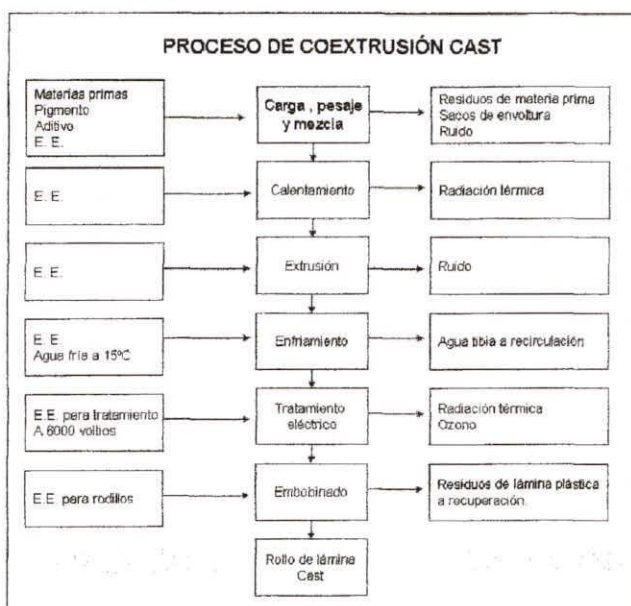 PROCESO DE COEXTRUSIÓN CAST
Materias primas
Pigmento
Aditivo
E. E.
Carga , pesaje
y mezcla
Residuos de materia prima
Sacos de envoltura
Ruido
E. E.
Calentamiento
Radiación térmica
E. E.
Extrusión
Ruido
E. E.
Agua fría a 15ºC
Enfriamiento
Agua tibia a recirculación
E.E. para tratamiento
A 6000 voltios
Tratamiento
eléctrico
Radiación térmica
Ozono
E.E. para rodillos
Embobinado
Residuos de lámina plástica
a recuperación.
Rollo de lámina
Cast